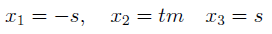 x₁ = −s,    x₂ = tm    x₃ = s